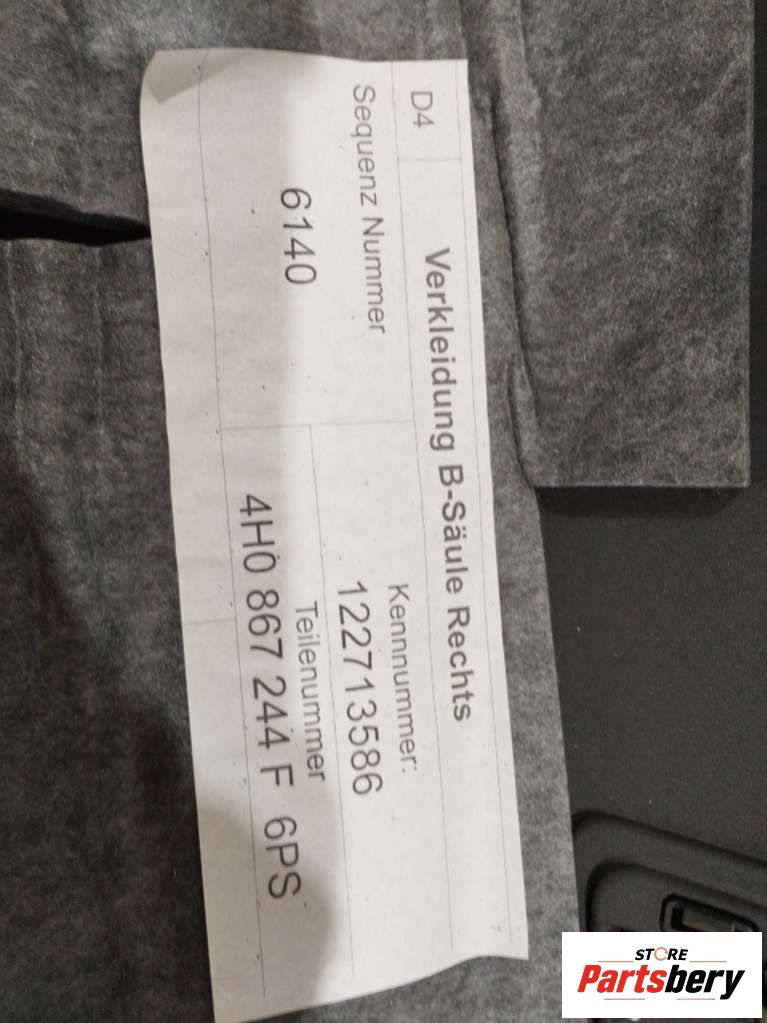 D4
Verkleidung B-Säule Rechts
Sequenz Nummer
6140
Kennnummer:
122713586
Teilenummer
4H0 867 244 F 6PS
STORE
Partsbery